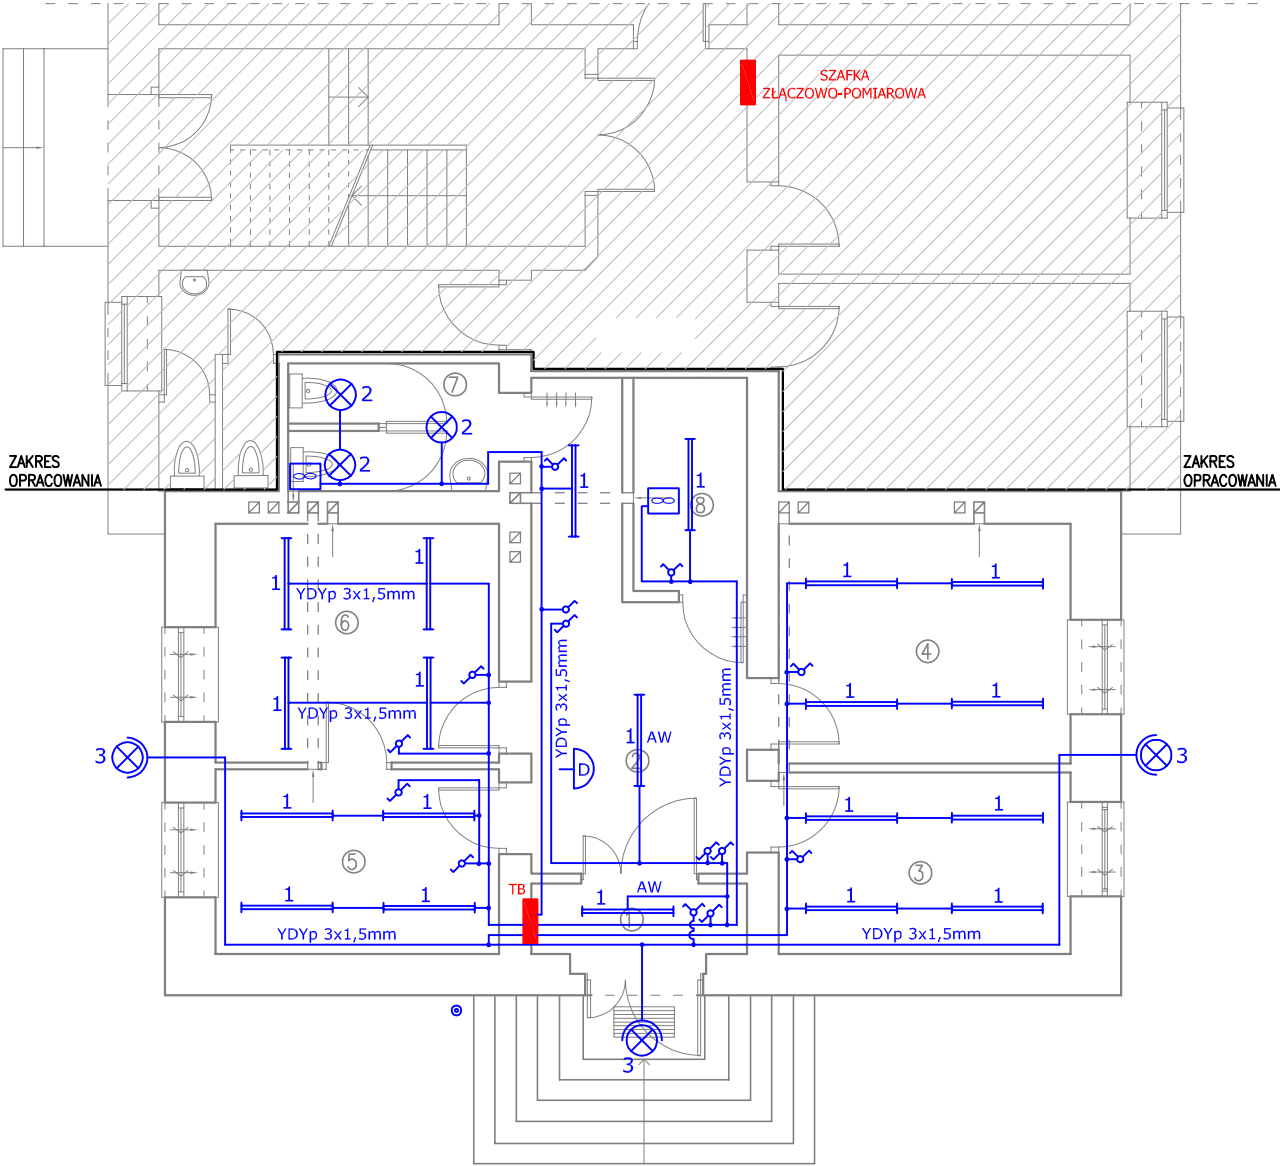 SZAFKA
ZŁĄCZOWO-POMIAROWA
7
2
2
2
ZAKRES
OPRACOWANIA
ZAKRES
OPRACOWANIA
1
1
8
1
1
1
1
YDYp 3x1,5mm
6
4
YDYp 3x1,5mm
1
1
1
1
YDYp 3x1,5mm
YDYp 3x1,5mm
1
AW
2
D
3
3
1
1
1
1
5
3
TB
AW
1
1
1
1
1
1
YDYp 3x1,5mm
YDYp 3x1,5mm
3